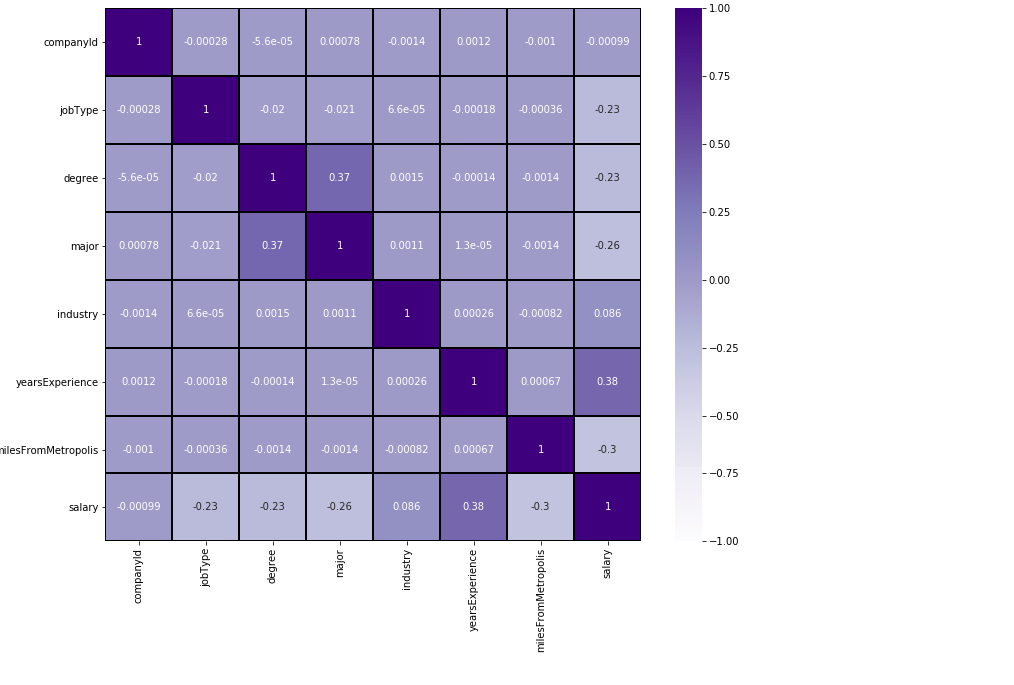 companyId 1 -0.00028 -5.6e-05 0.00078 -0.0014 0.0012 -0.001 -0.00099
jobType -0.00028 1 -0.02 -0.021 6.6e-05 -0.00018 -0.00036 -0.23
degree -5.6e-05 -0.02 1 0.37 0.0015 -0.00014 -0.0014 -0.23
major 0.00078 -0.021 0.37 1 0.0011 1.3e-05 -0.0014 -0.26
industry -0.0014 6.6e-05 0.0015 0.0011 1 0.00026 -0.00082 0.086
yearsExperience 0.0012 -0.00018 -0.00014 1.3e-05 0.00026 1 0.00067 0.38
milesFromMetropolis -0.001 -0.00036 -0.0014 -0.0014 -0.00082 0.00067 1 -0.3
salary -0.00099 -0.23 -0.23 -0.26 0.086 0.38 -0.3 1
companyId
jobType
degree
major
industry
yearsExperience
milesFromMetropolis
salary
1.00
0.75
0.50
0.25
0.00
−0.25
−0.50
−0.75
−1.00